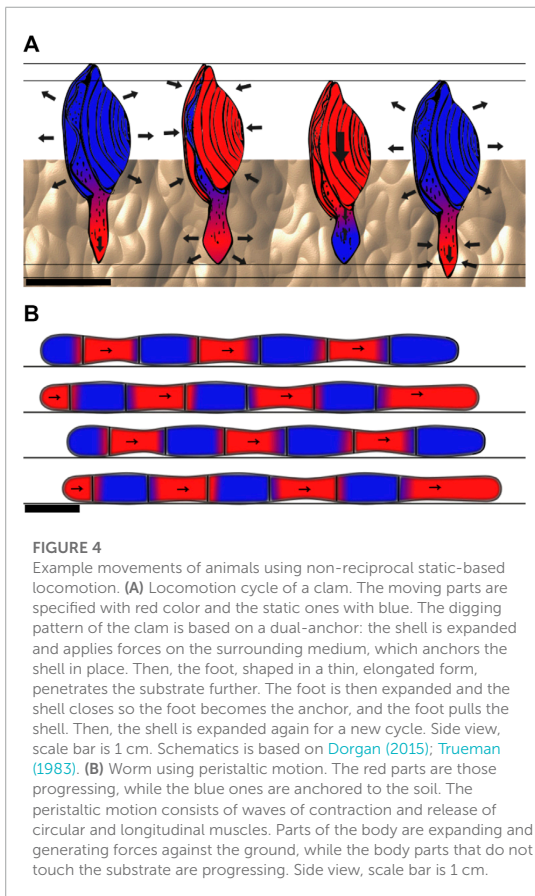 A
B
FIGURE 4
Example movements of animals using non-reciprocal static-based
locomotion. (A) Locomotion cycle of a clam. The moving parts are
specified with red color and the static ones with blue. The digging
pattern of the clam is based on a dual-anchor: the shell is expanded
and applies forces on the surrounding medium, which anchors the
shell in place. Then, the foot, shaped in a thin, elongated form,
penetrates the substrate further. The foot is then expanded and the
shell closes so the foot becomes the anchor, and the foot pulls the
shell. Then, the shell is expanded again for a new cycle. Side view,
scale bar is 1 cm. Schematics is based on Dorgan (2015); Trueman
(1983). (B) Worm using peristaltic motion. The red parts are those
progressing, while the blue ones are anchored to the soil. The
peristaltic motion consists of waves of contraction and release of
circular and longitudinal muscles. Parts of the body are expanding and
generating forces against the ground, while the body parts that do not
touch the substrate are progressing. Side view, scale bar is 1 cm.